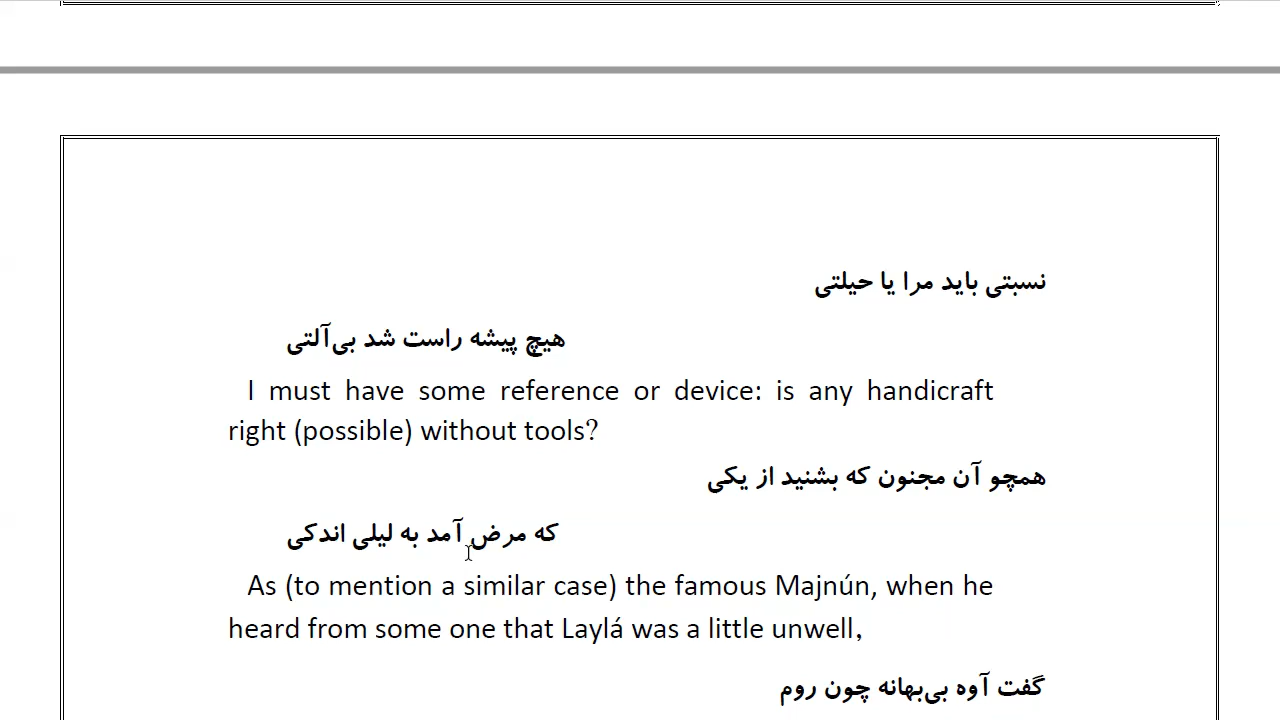 نسبتی باید مرا یا حیلتی
هیچ پیشه راست شد بی‌آلتی
I must have some reference or device: is any handicraft
right (possible) without tools?
همچو آن مجنون که بشنید از یکی
که مرض آمد به لیلی اندکی
As (to mention a similar case) the famous Majnún, when he
heard from some one that Laylá was a little unwell,
گفت آوه بی‌بهانه چون روم